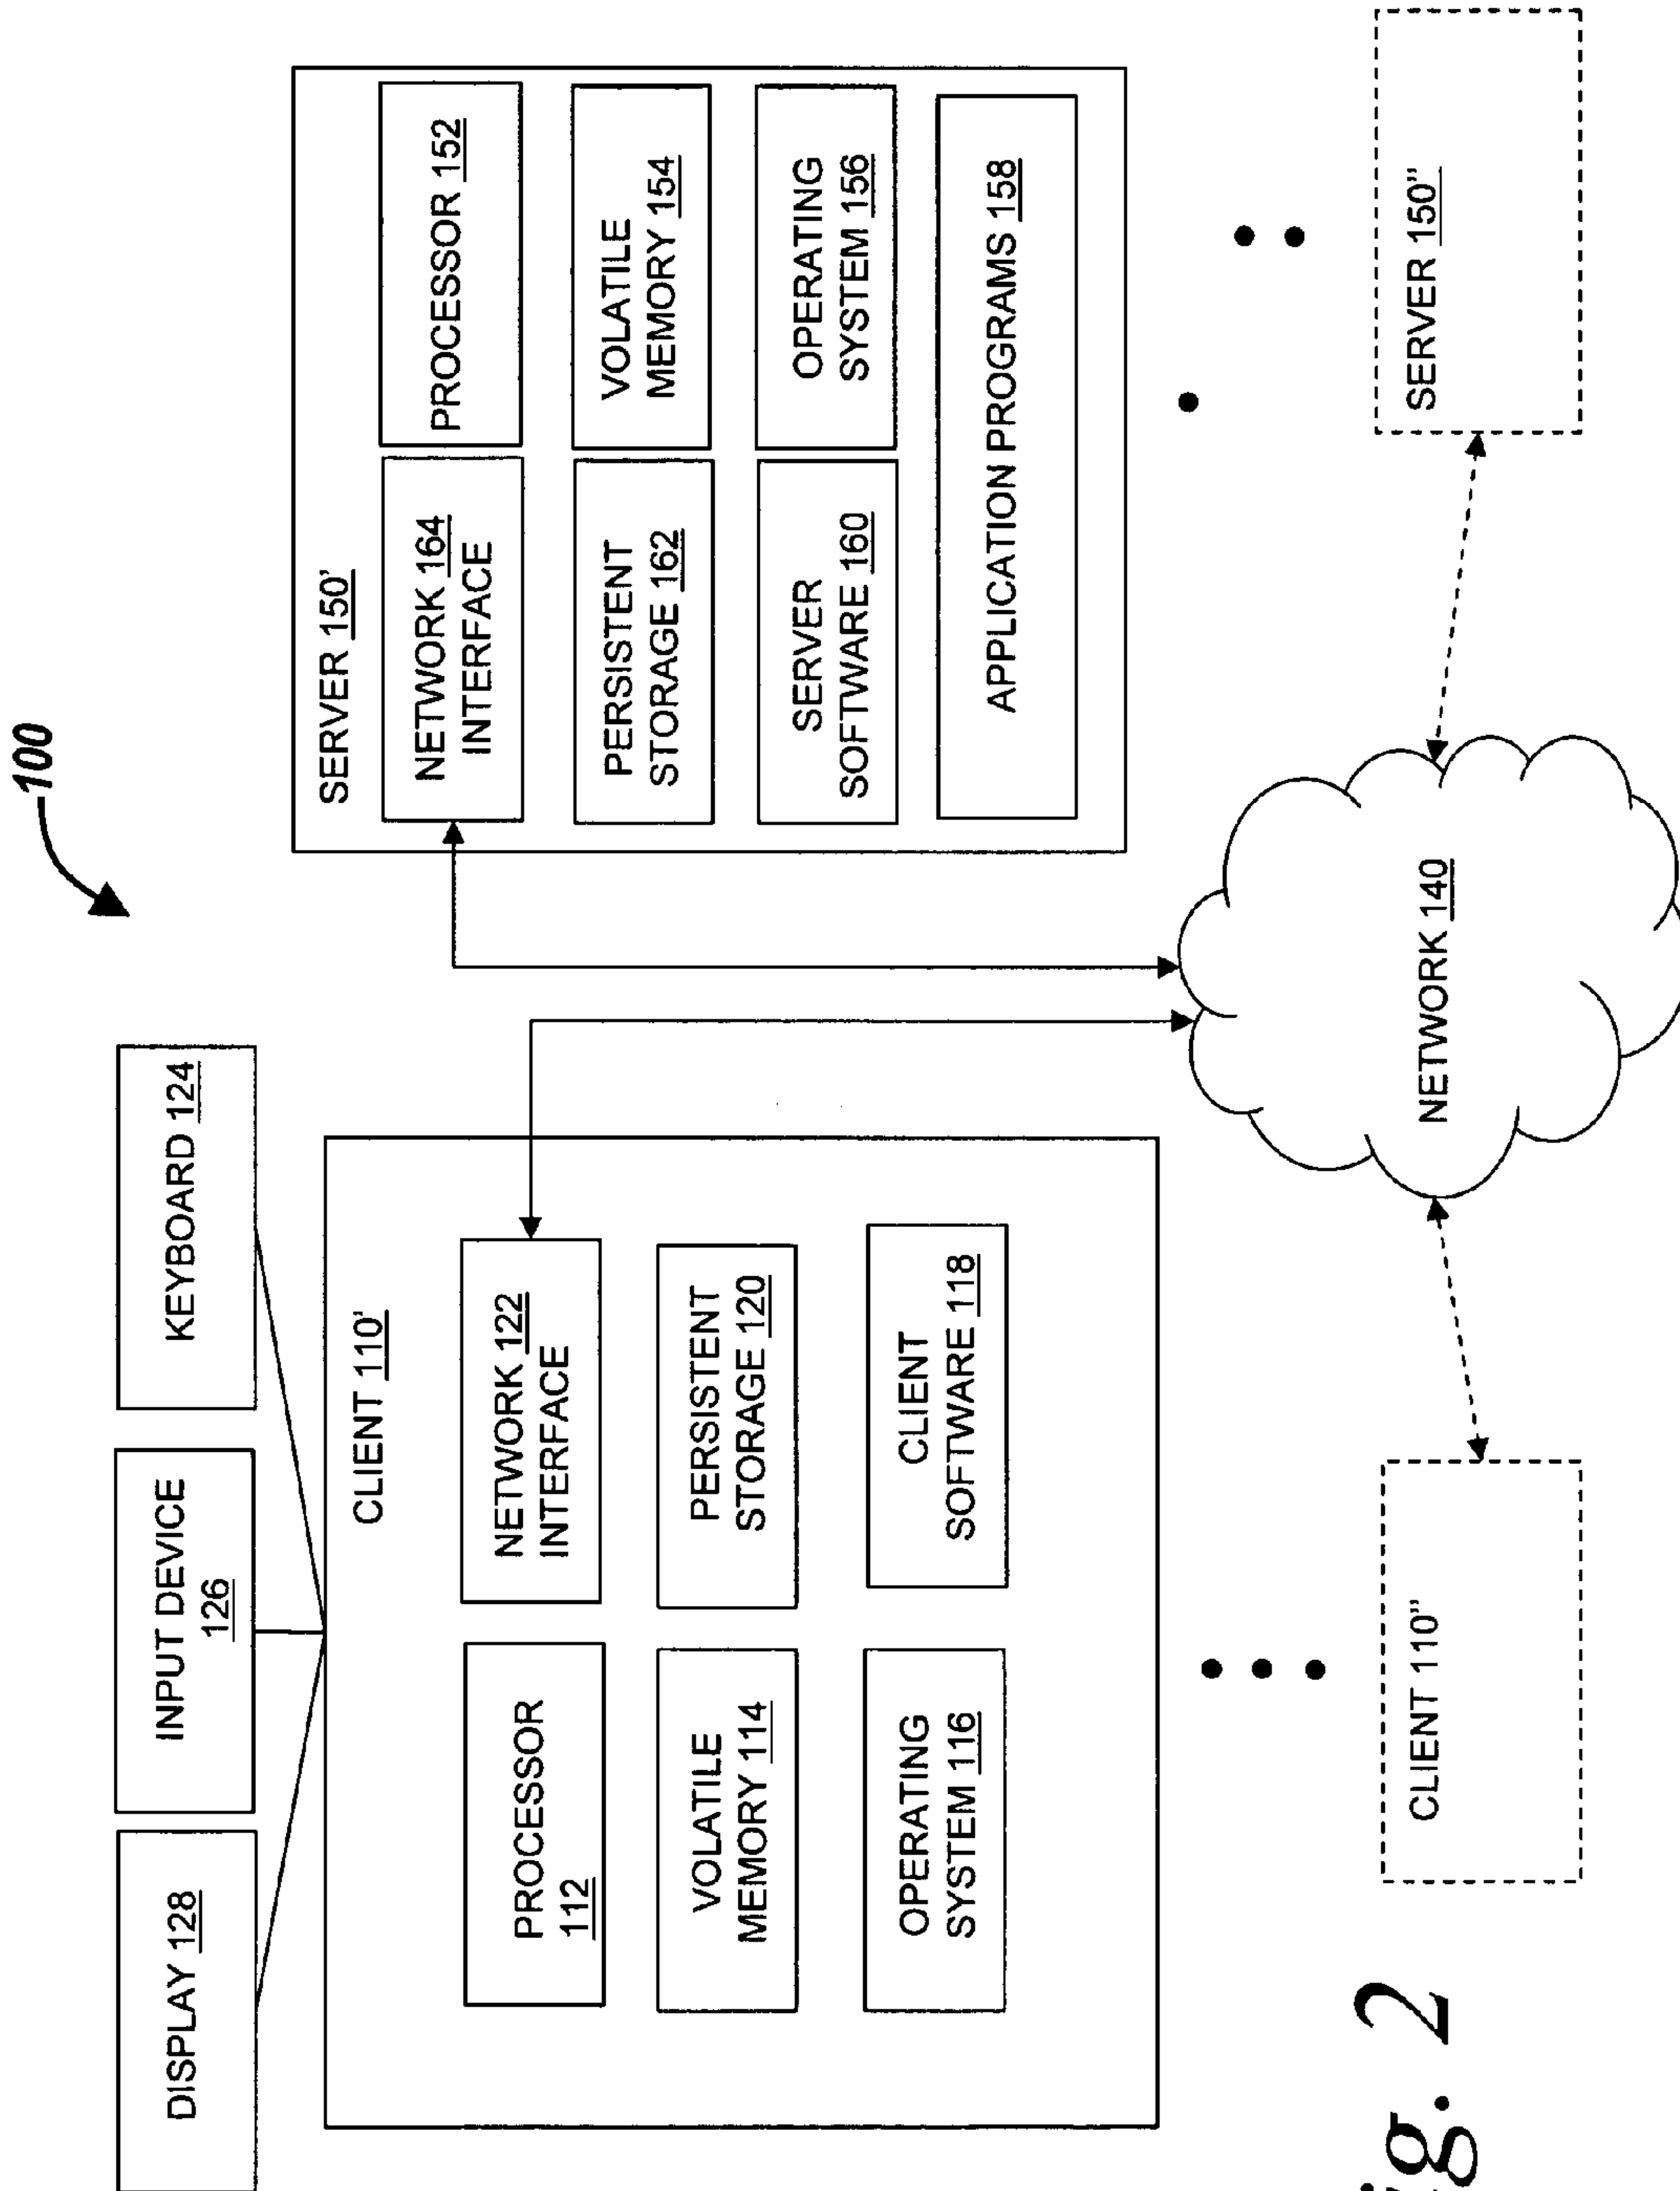 100
DISPLAY 128
INPUT DEVICE
126
KEYBOARD 124
CLIENT 110'
PROCESSOR
112
NETWORK 122
INTERFACE
VOLATILE
MEMORY 114
PERSISTENT
STORAGE 120
OPERATING
SYSTEM 116
CLIENT
SOFTWARE 118
SERVER 150'
NETWORK 164
INTERFACE
PROCESSOR 152
PERSISTENT
STORAGE 162
VOLATILE
MEMORY 154
SERVER
SOFTWARE 160
OPERATING
SYSTEM 156
APPLICATION PROGRAMS 158
CLIENT 110"
NETWORK 140
SERVER 150"
ig. 2